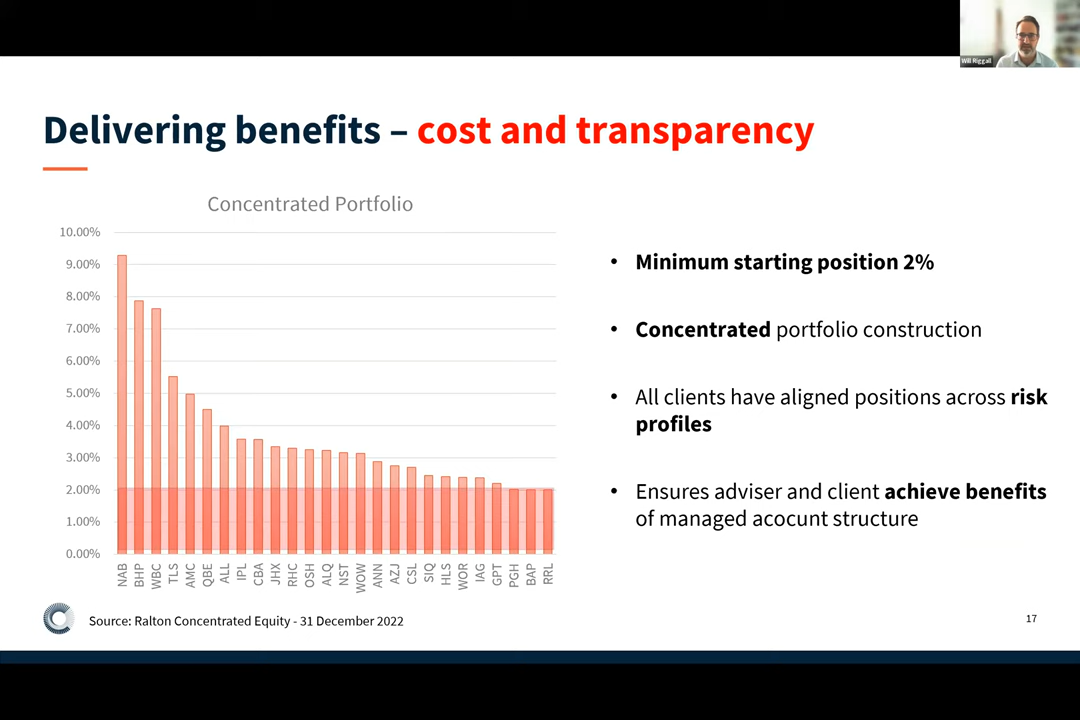 Will Riggall
Delivering benefits – cost and transparency
Concentrated Portfolio
10.00%
9.00%
8.00%
7.00%
6.00%
5.00%
4.00%
3.00%
2.00%
1.00%
0.00%
NAB
BHP
WBC
TLS
AMC
QBE
ALL
IPL
CBA
JHX
RHC
OSH
ALQ
NST
WOW
ANN
AZJ
CSL
SIQ
HLS
WOR
IAG
GPT
PGH
BAP
RRL
• Minimum starting position 2%
• Concentrated portfolio construction
• All clients have aligned positions across risk
profiles
• Ensures adviser and client achieve benefits
of managed acocunt structure
Source: Ralton Concentrated Equity - 31 December 2022
17